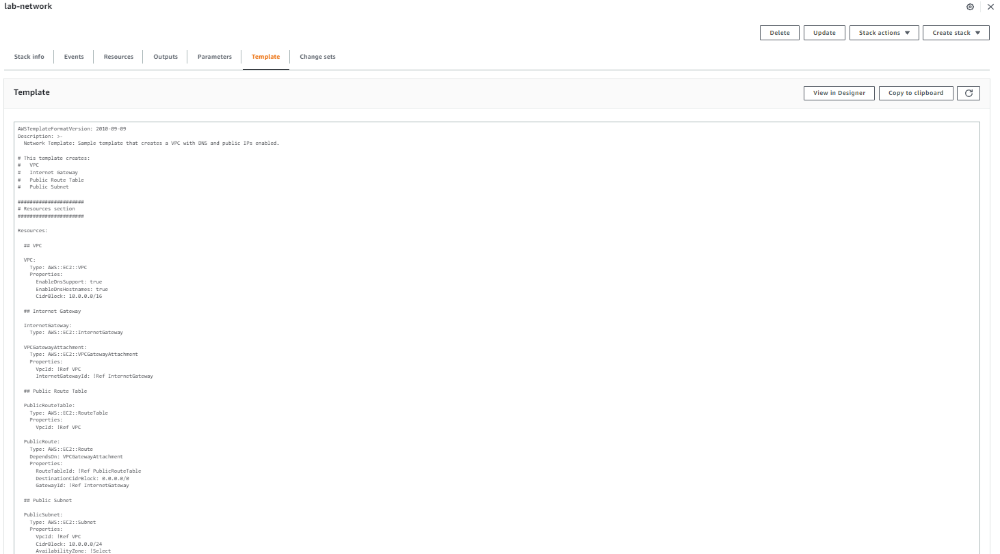 lab-network
Delete
Update
Stack actions
Create stack
Stack info
Events
Resources
Outputs
Parameters
Template
Change sets
Template
View in Designer
Copy to clipboard
AWSTemplateFormatVersion: 2010-09-09
Description: >-
  Network Template: Sample template that creates a VPC with DNS and public IPs enabled.
# This template creates:
#   VPC
#   Internet Gateway
#   Public Route Table
#   Public Subnet
######################
# Resources section
######################
Resources:
  ## VPC
  VPC:
    Type: AWS::EC2::VPC
    Properties:
      EnableDnsSupport: true
      EnableDnsHostnames: true
      CidrBlock: 10.0.0.0/16
  ## Internet Gateway
  InternetGateway:
    Type: AWS::EC2::InternetGateway
  VPCGatewayAttachment:
    Type: AWS::EC2::VPCGatewayAttachment
    Properties:
      VpcId: !Ref VPC
      InternetGatewayId: !Ref InternetGateway
  ## Public Route Table
  PublicRouteTable:
    Type: AWS::EC2::RouteTable
    Properties:
      VpcId: !Ref VPC
  PublicRoute:
    Type: AWS::EC2::Route
    DependsOn: VPCGatewayAttachment
    Properties:
      RouteTableId: !Ref PublicRouteTable
      DestinationCidrBlock: 0.0.0.0/0
      GatewayId: !Ref InternetGateway
  ## Public Subnet
  PublicSubnet:
    Type: AWS::EC2::Subnet
    Properties:
      VpcId: !Ref VPC
      CidrBlock: 10.0.0.0/24
      AvailabilityZone: !Select